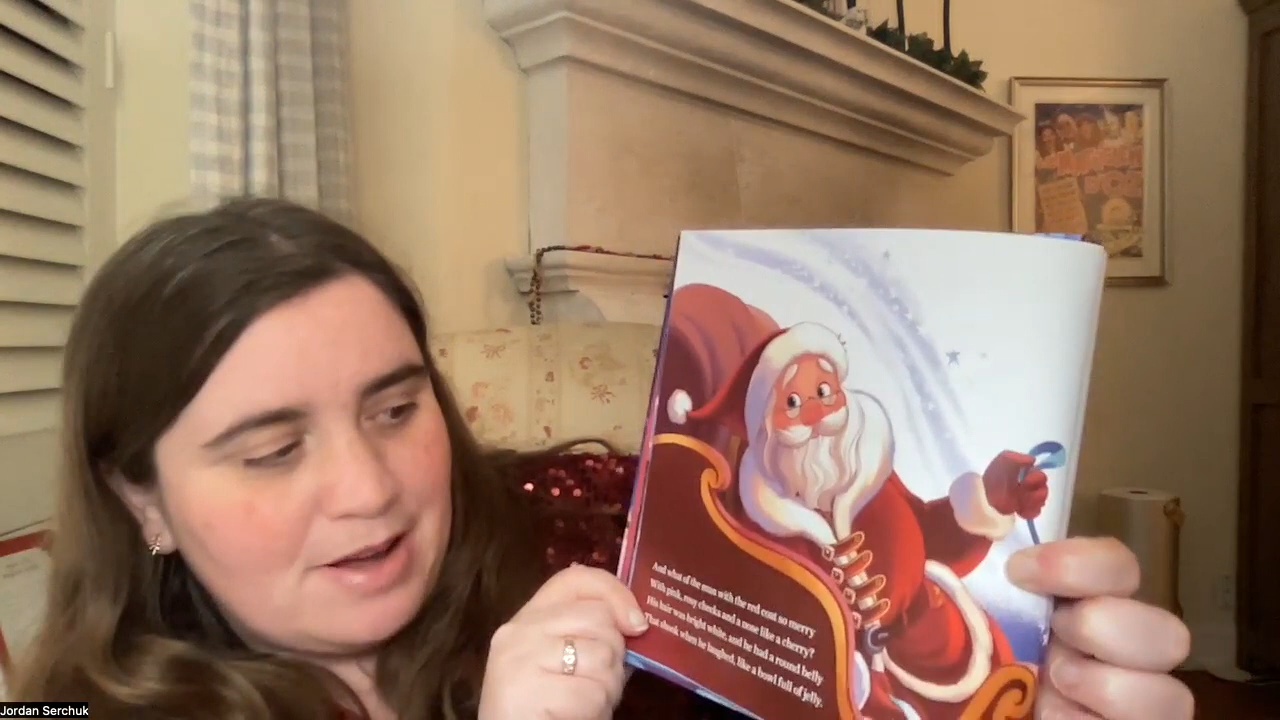 And what of the man with the red coat so merry
With pink, rosy cheeks and a nose like a cherry?
His hair was bright white, and he had a round belly
That shook when he laughed, like a bowl full of jelly.
Jordan Serchuk